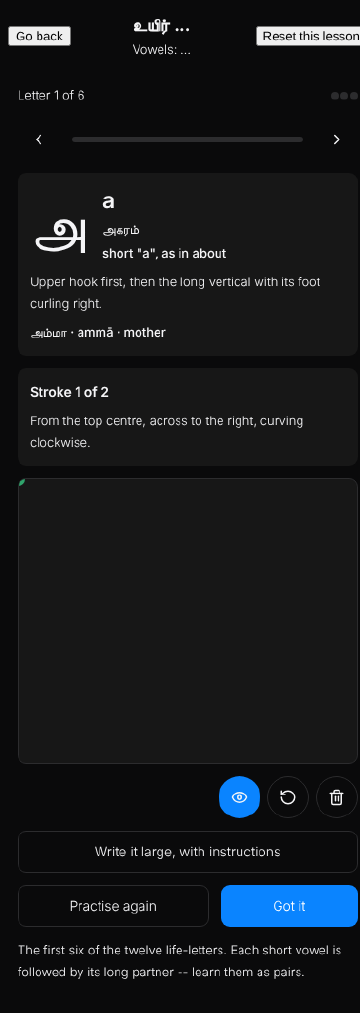 Go back
உயிர் ...
Vowels: ...
Reset this lesson
Letter 1 of 6
அ
a
அகரம்
short "a", as in about
Upper hook first, then the long vertical with its foot
curling right.
அம்மா · ammā · mother
Stroke 1 of 2
From the top centre, across to the right, curving
clockwise.
Write it large, with instructions
Practise again
Got it
The first six of the twelve life-letters. Each short vowel is
followed by its long partner -- learn them as pairs.